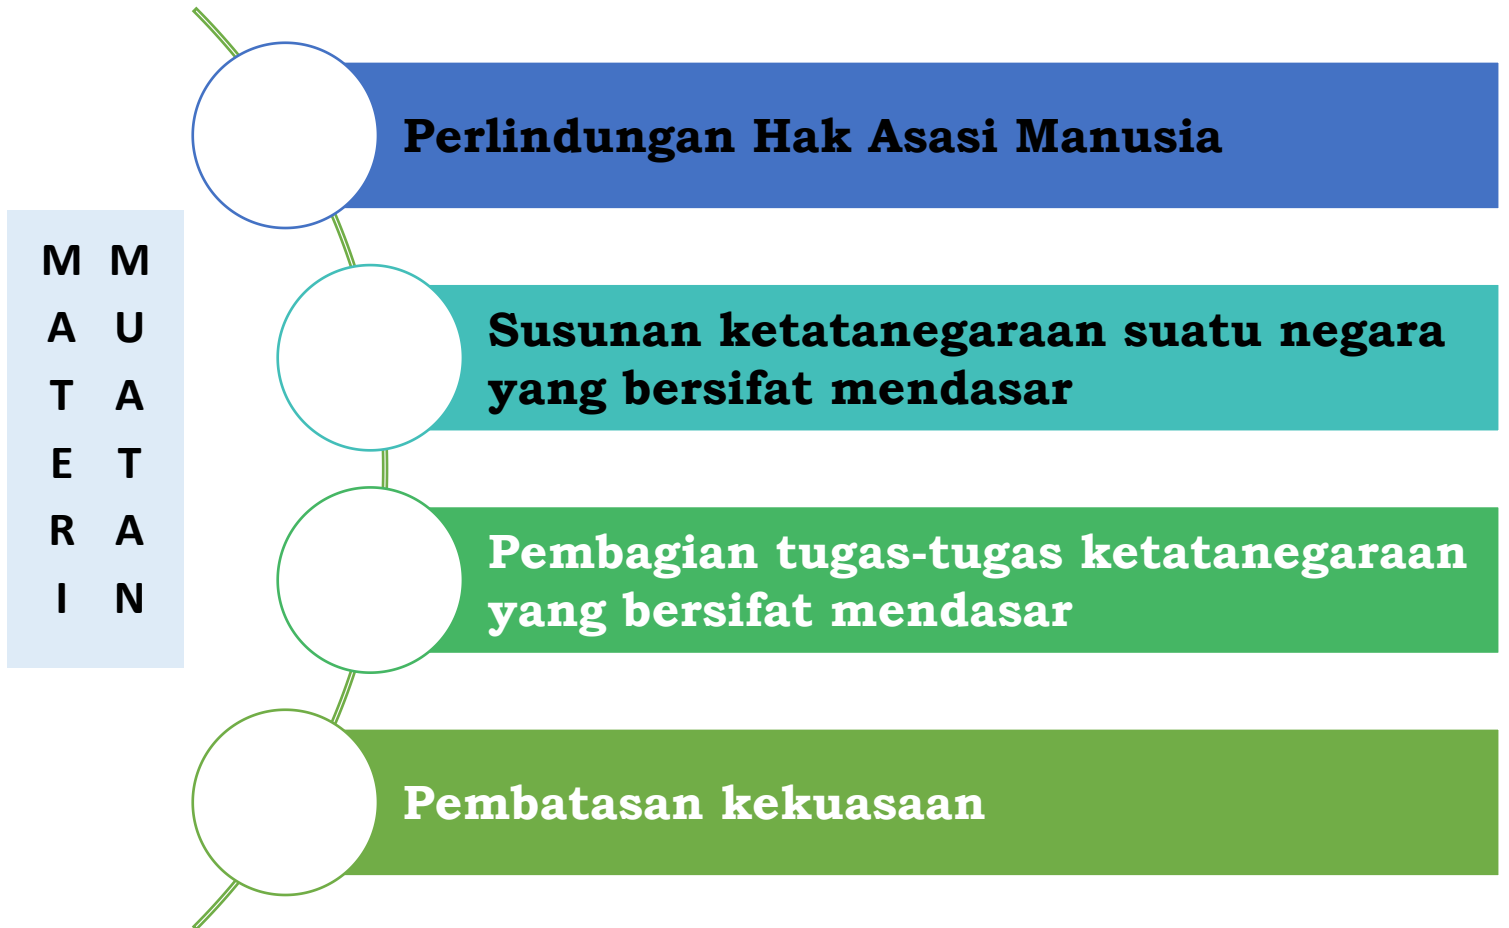 MATERI
MUATAN
Perlindungan Hak Asasi Manusia
Susunan ketatanegaraan suatu negara
yang bersifat mendasar
Pembagian tugas-tugas ketatanegaraan
yang bersifat mendasar
Pembatasan kekuasaan